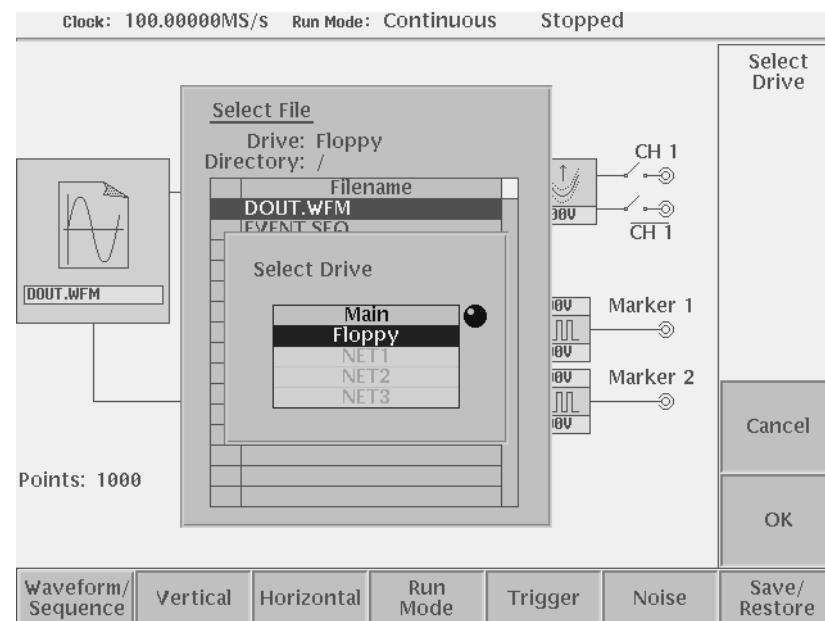 Clock: 100.00000MS/s Run Mode: Continuous Stopped
Select
Drive
Select File
Drive: Floppy
Directory: /
Filename
DOUT.WFM
EVENT.SEQ
Select Drive
Main
Floppy
NET1
NET2
NET3
DOUT.WFM
CH 1
CH 1
Marker 1
Marker 2
Points: 1000
Cancel
OK
Waveform/
Sequence
Vertical
Horizontal
Run
Mode
Trigger
Noise
Save/
Restore